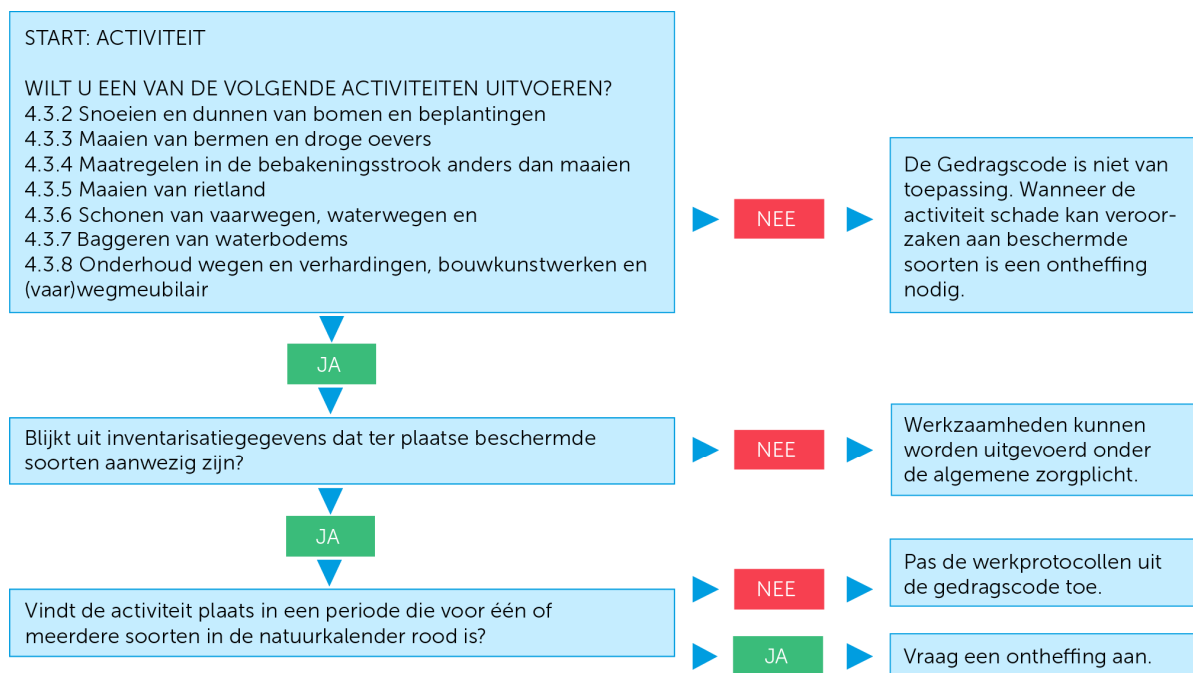 START: ACTIVITEIT
WILT U EEN VAN DE VOLGENDE ACTIVITEITEN UITVOEREN?
4.3.2 Snoeien en dunnen van bomen en beplantingen
4.3.3 Maaien van bermen en droge oevers
4.3.4 Maatregelen in de bebakeningsstrook anders dan maaien
4.3.5 Maaien van rietland
4.3.6 Schonen van vaarwegen, waterwegen en
4.3.7 Baggeren van waterbodems
4.3.8 Onderhoud wegen en verhardingen, bouwkunstwerken en
(vaar)wegmeubilair
NEE
De Gedragscode is niet van
toepassing. Wanneer de
activiteit schade kan veroor-
zaken aan beschermde
soorten is een ontheffing
nodig.
JA
Blijkt uit inventarisatiegegevens dat ter plaatse beschermde
soorten aanwezig zijn?
NEE
Werkzaamheden kunnen
worden uitgevoerd onder
de algemene zorgplicht.
JA
Vindt de activiteit plaats in een periode die voor één of
meerdere soorten in de natuurkalender rood is?
NEE
Pas de werkprotocollen uit
de gedragscode toe.
JA
Vraag een ontheffing aan.